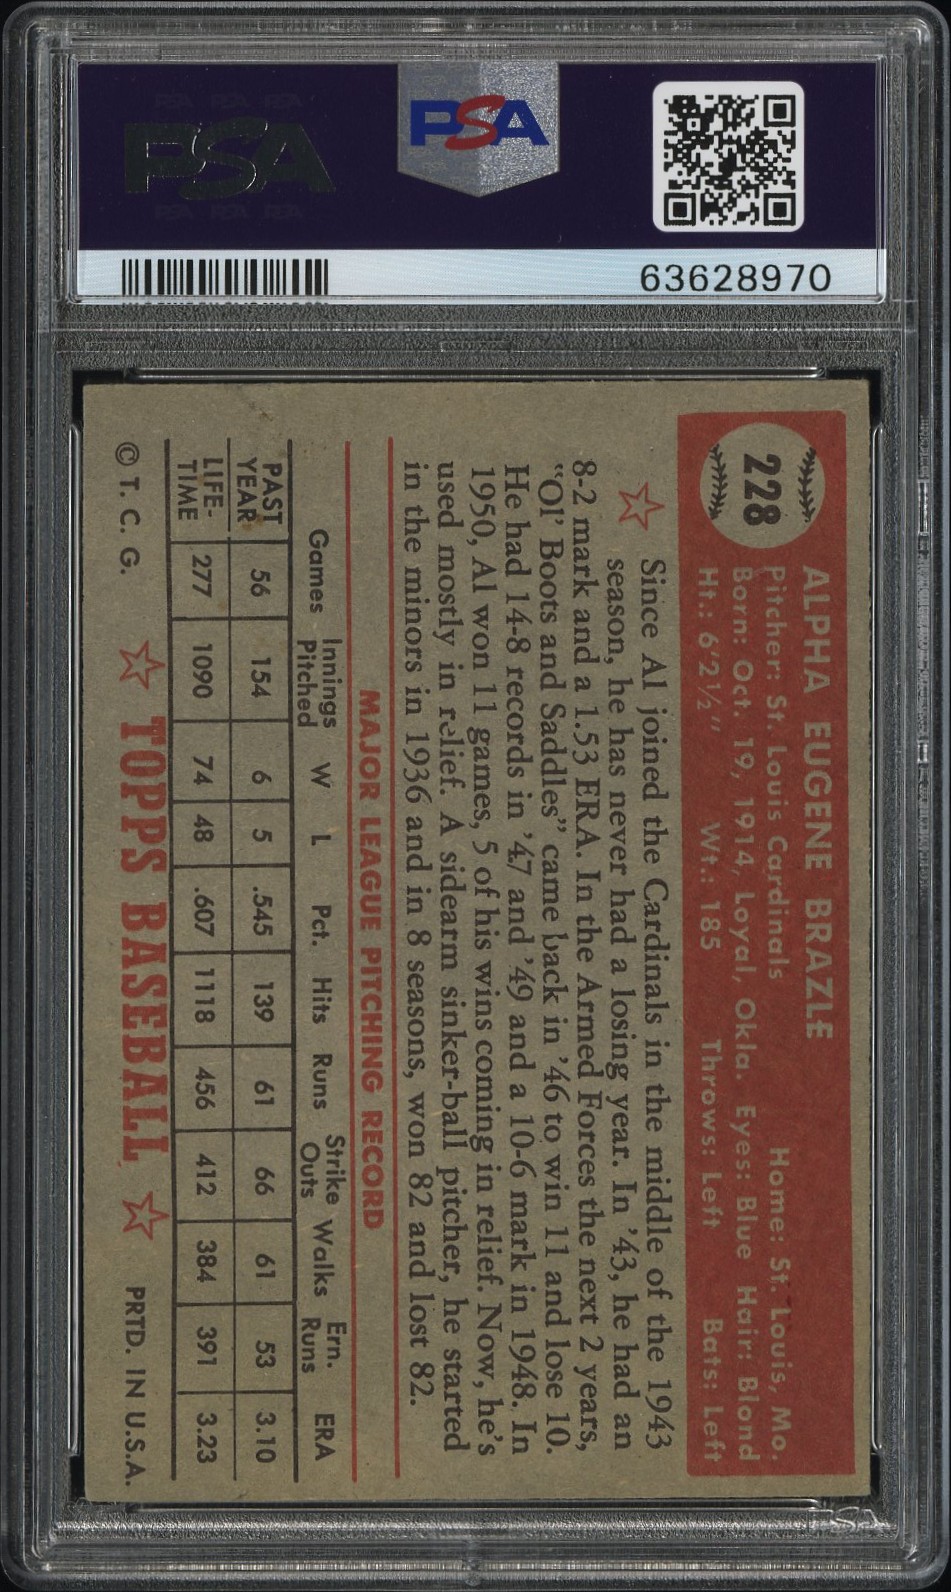 PSA PSA PSA
PSA
PSA PSA PSA
PSA
63628970
228
ALPHA EUGENE BRAZLE
Pitcher: St. Louis Cardinals Home: St. Louis, Mo.
Born: Oct. 19, 1914, Loyal, Okla. Eyes: Blue Hair: Blond
Ht.: 6'2½" Wt.: 185 Throws: Left Bats: Left
Since Al joined the Cardinals in the middle of the 1943
season, he has never had a losing year. In '43, he had an
8-2 mark and a 1.53 ERA. In the Armed Forces the next 2 years,
"Ol' Boots and Saddles" came back in '46 to win 11 and lose 10.
He had 14-8 records in '47 and '49 and a 10-6 mark in 1948. In
1950, Al won 11 games, 5 of his wins coming in relief. Now, he's
used mostly in relief. A sidearm sinker-ball pitcher, he started
in the minors in 1936 and in 8 seasons, won 82 and lost 82.
MAJOR LEAGUE PITCHING RECORD
Games Innings Pitched W L Pct. Hits Runs Strike Outs Walks Ern. Runs ERA
PAST YEAR 56 154 6 5 .545 139 61 66 61 53 3.10
LIFE-TIME 277 1090 74 48 .607 1118 456 412 384 391 3.23
© T. C. G. TOPPS BASEBALL PRTD. IN U.S.A.